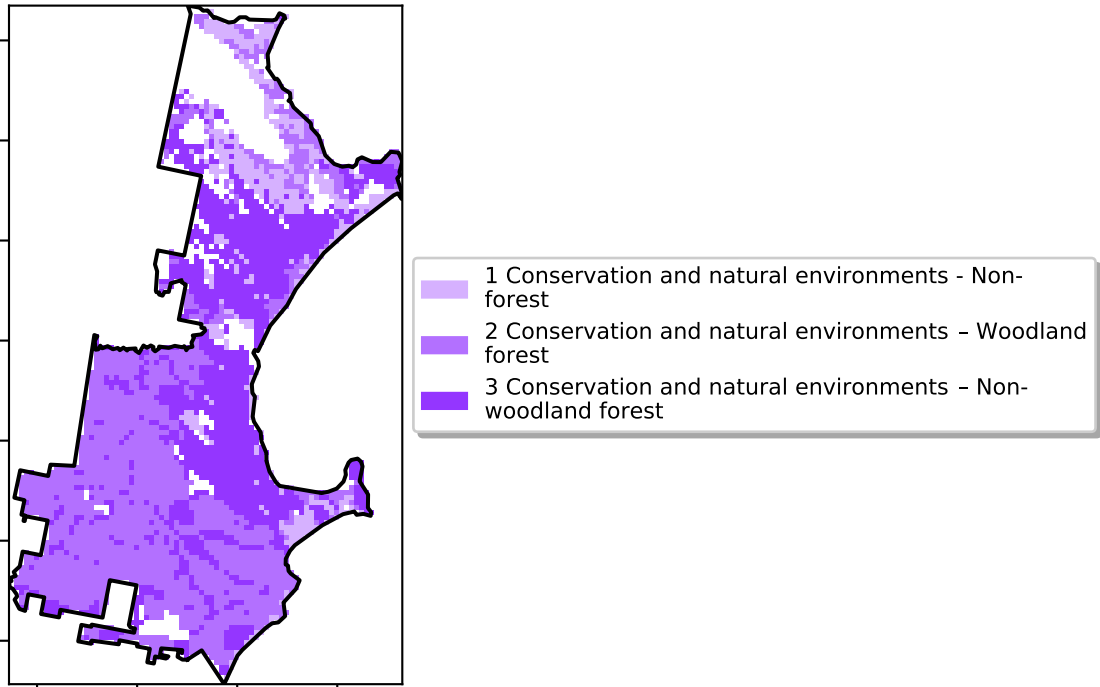 1 Conservation and natural environments - Non-
forest
2 Conservation and natural environments – Woodland
forest
3 Conservation and natural environments – Non-
woodland forest